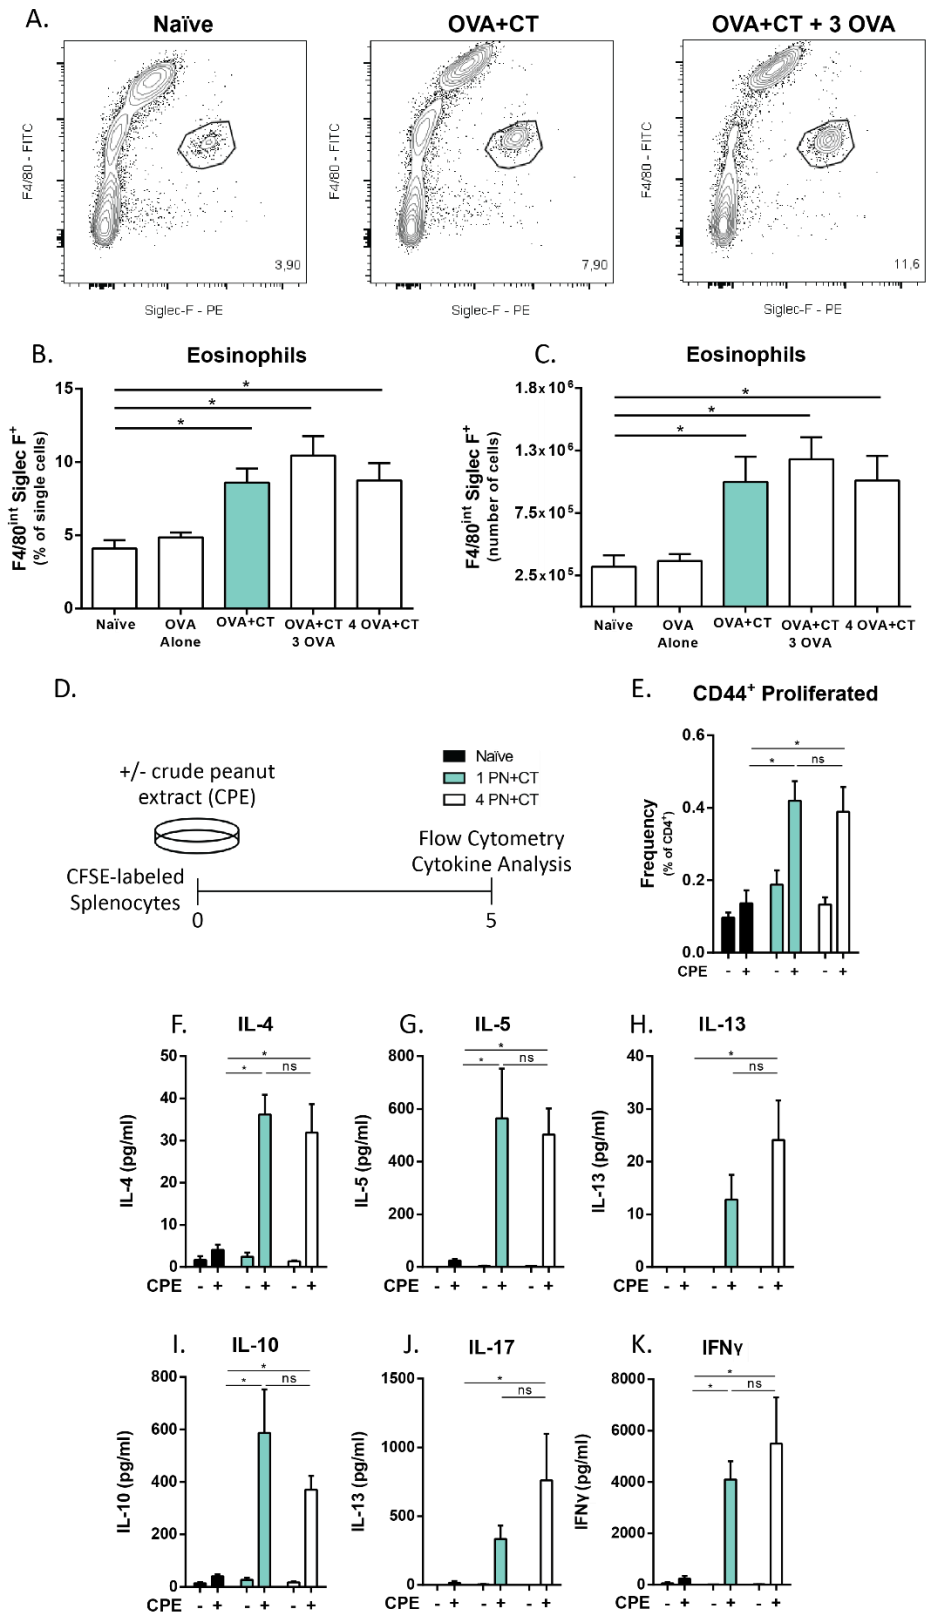 A.
Naïve
OVA+CT
OVA+CT + 3 OVA
F4/80 - FITC
3,90
Siglec-F - PE
F4/80 - FITC
7,90
Siglec-F - PE
F4/80 - FITC
11,6
Siglec-F - PE
B.
Eosinophils
F4/80int Siglec F+
(% of single cells)
15
10
5
0
*
*
*
Naïve
OVA
Alone
OVA+CT
OVA+CT
3 OVA
4 OVA+CT
C.
Eosinophils
F4/80int Siglec F+
(number of cells)
1.8x10^6
1.3x10^6
7.5x10^5
2.5x10^5
*
*
*
Naïve
OVA
Alone
OVA+CT
OVA+CT
3 OVA
4 OVA+CT
D.
+/- crude peanut
extract (CPE)
CFSE-labeled
Splenocytes
0
5
Flow Cytometry
Cytokine Analysis
Naïve
1 PN+CT
4 PN+CT
E.
CD44+ Proliferated
Frequency
(% of CD4+)
0.6
0.4
0.2
0.0
*
* ns
CPE - + - + - +
F.
IL-4
IL-4 (pg/ml)
50
40
30
20
10
0
*
* ns
CPE - + - + - +
G.
IL-5
IL-5 (pg/ml)
800
600
400
200
0
*
* ns
CPE - + - + - +
H.
IL-13
IL-13 (pg/ml)
40
30
20
10
0
*
ns
CPE - + - + - +
I.
IL-10
IL-10 (pg/ml)
800
600
400
200
0
*
* ns
CPE - + - + - +
J.
IL-17
IL-13 (pg/ml)
1500
1000
500
0
*
ns
CPE - + - + - +
K.
IFNγ
IFNγ (pg/ml)
8000
6000
4000
2000
0
*
* ns
CPE - + - + - +